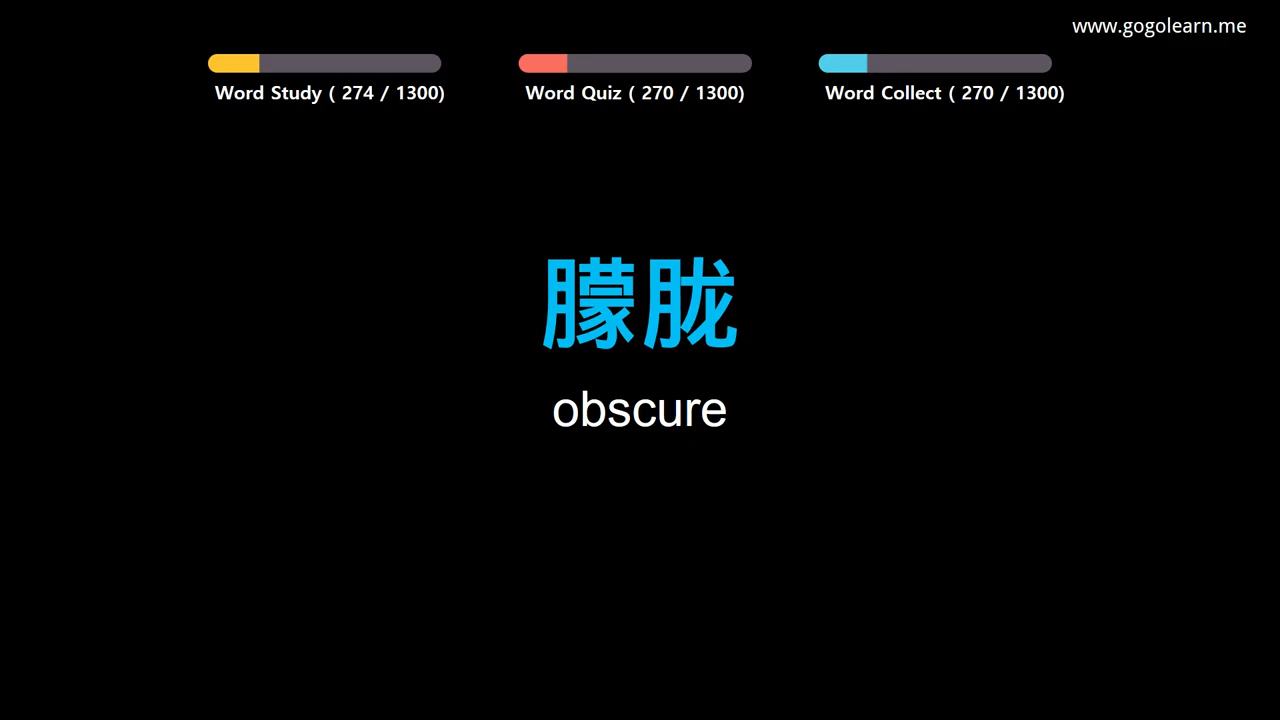 www.gogolearn.me
Word Study ( 274 / 1300)
Word Quiz ( 270 / 1300)
Word Collect ( 270 / 1300)
朦胧
obscure